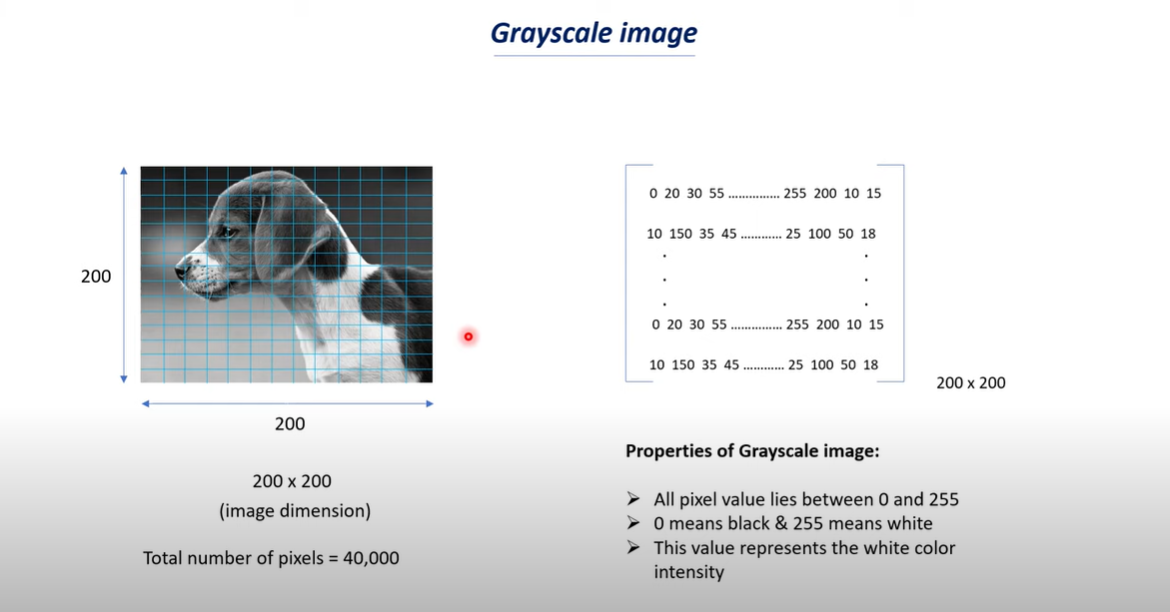 Grayscale image
200
200
200 x 200
(image dimension)
Total number of pixels = 40,000
0 20 30 55 ............... 255 200 10 15
10 150 35 45 ............ 25 100 50 18
. .
. .
. .
0 20 30 55 ............... 255 200 10 15
10 150 35 45 ............ 25 100 50 18
200 x 200
Properties of Grayscale image:
➢ All pixel value lies between 0 and 255
➢ 0 means black & 255 means white
➢ This value represents the white color
intensity